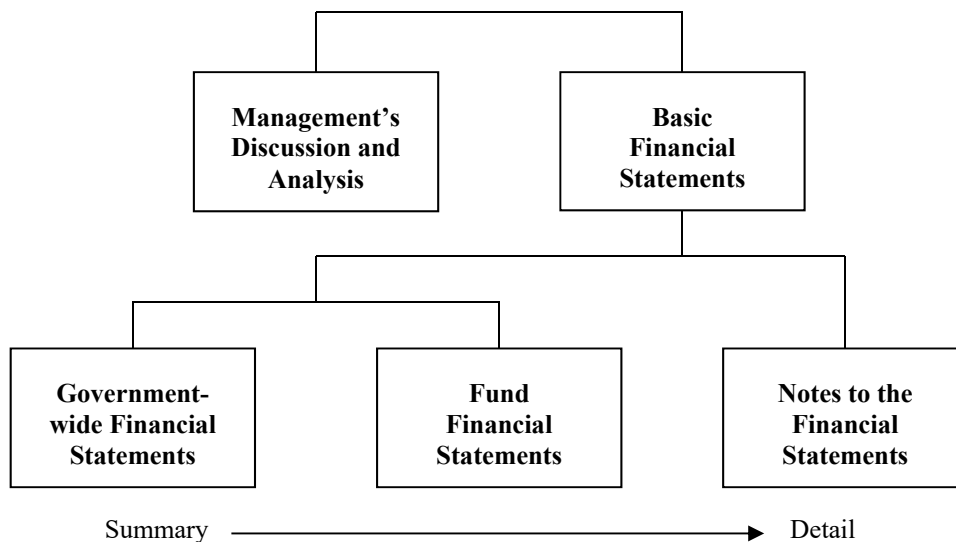 Management’s
Discussion and
Analysis
Basic
Financial
Statements
Government-
wide Financial
Statements
Fund
Financial
Statements
Notes to the
Financial
Statements
Summary
Detail